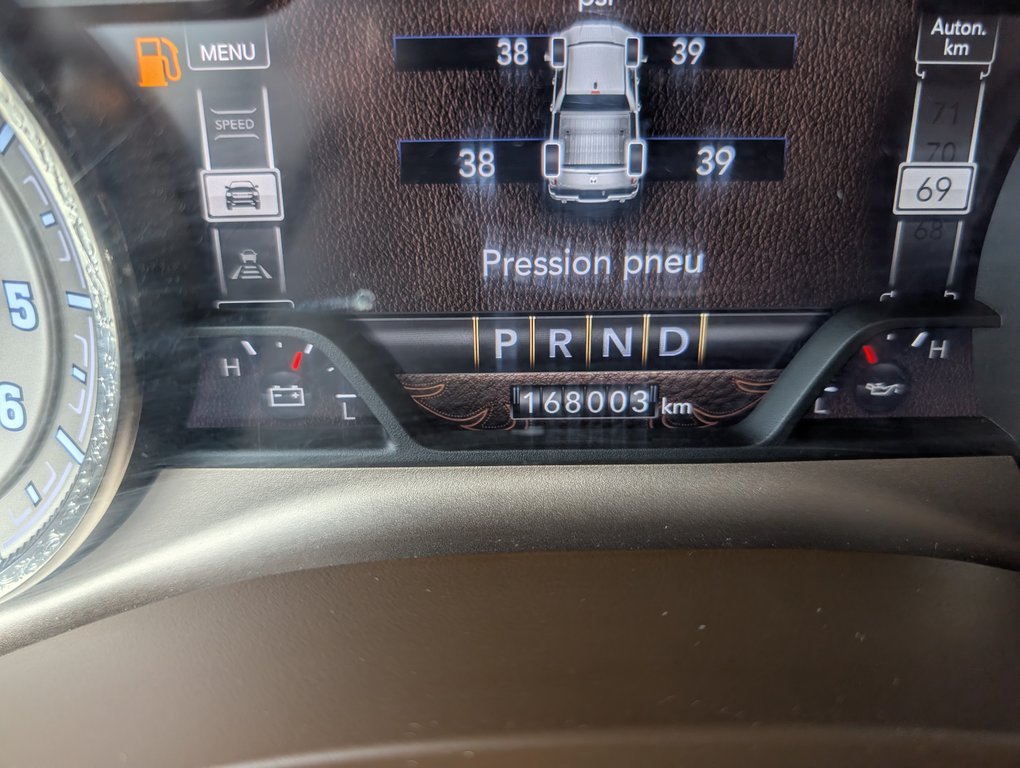 psi
38 39
MENU
Auton.
km
SPEED
71
70
38 39
69
68
Pression pneu
5
P R N D
H
H
6
168003 km
L
L